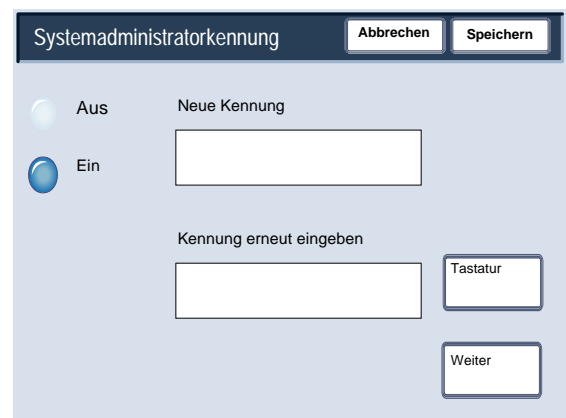 Systemadministratorkennung
Abbrechen
Speichern
Aus
Neue Kennung
Ein
Kennung erneut eingeben
Tastatur
Weiter